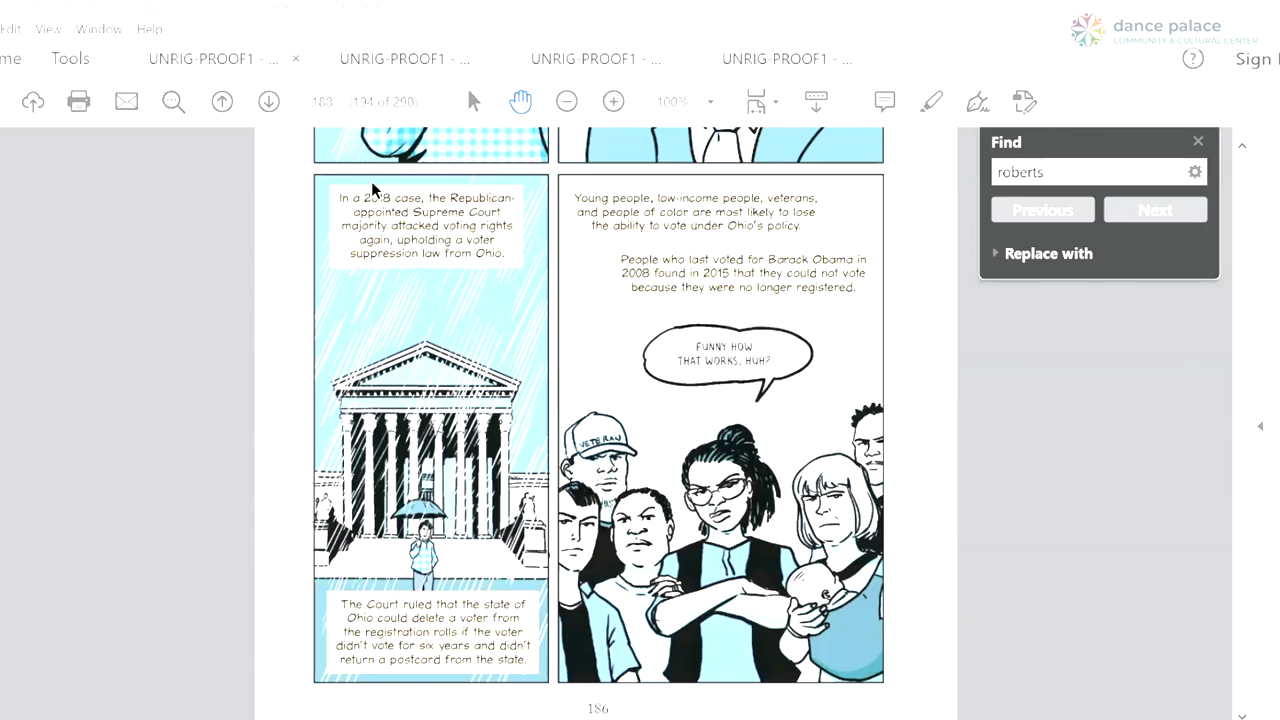 Edit View Window Help
dance palace
COMMUNITY & CULTURAL CENTER
me Tools UNRIG-PROOF1 - ... × UNRIG-PROOF1 - ... UNRIG-PROOF1 - ... UNRIG-PROOF1 - ... Sign I
188 (194 of 290) 100%
Find
roberts
Previous Next
Replace with
In a 2018 case, the Republican-
appointed Supreme Court
majority attacked voting rights
again, upholding a voter
suppression law from Ohio.
Young people, low-income people, veterans,
and people of color are most likely to lose
the ability to vote under Ohio's policy.
People who last voted for Barack Obama in
2008 found in 2015 that they could not vote
because they were no longer registered.
FUNNY HOW
THAT WORKS, HUH?
VETERAN
The Court ruled that the state of
Ohio could delete a voter from
the registration rolls if the voter
didn't vote for six years and didn't
return a postcard from the state.
186